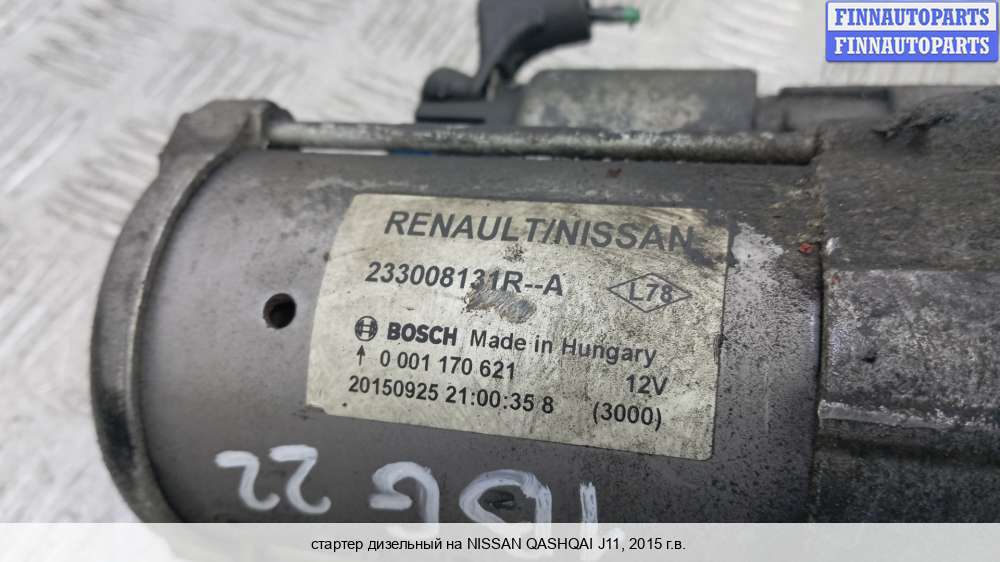 FINNAUTOPARTS
FINNAUTOPARTS
RENAULT/NISSAN
233008131R--A
L78
BOSCH Made in Hungary
↑ 0 001 170 621 12V
20150925 21:00:35 8 (3000)
22
стартер дизельный на NISSAN QASHQAI J11, 2015 г.в.